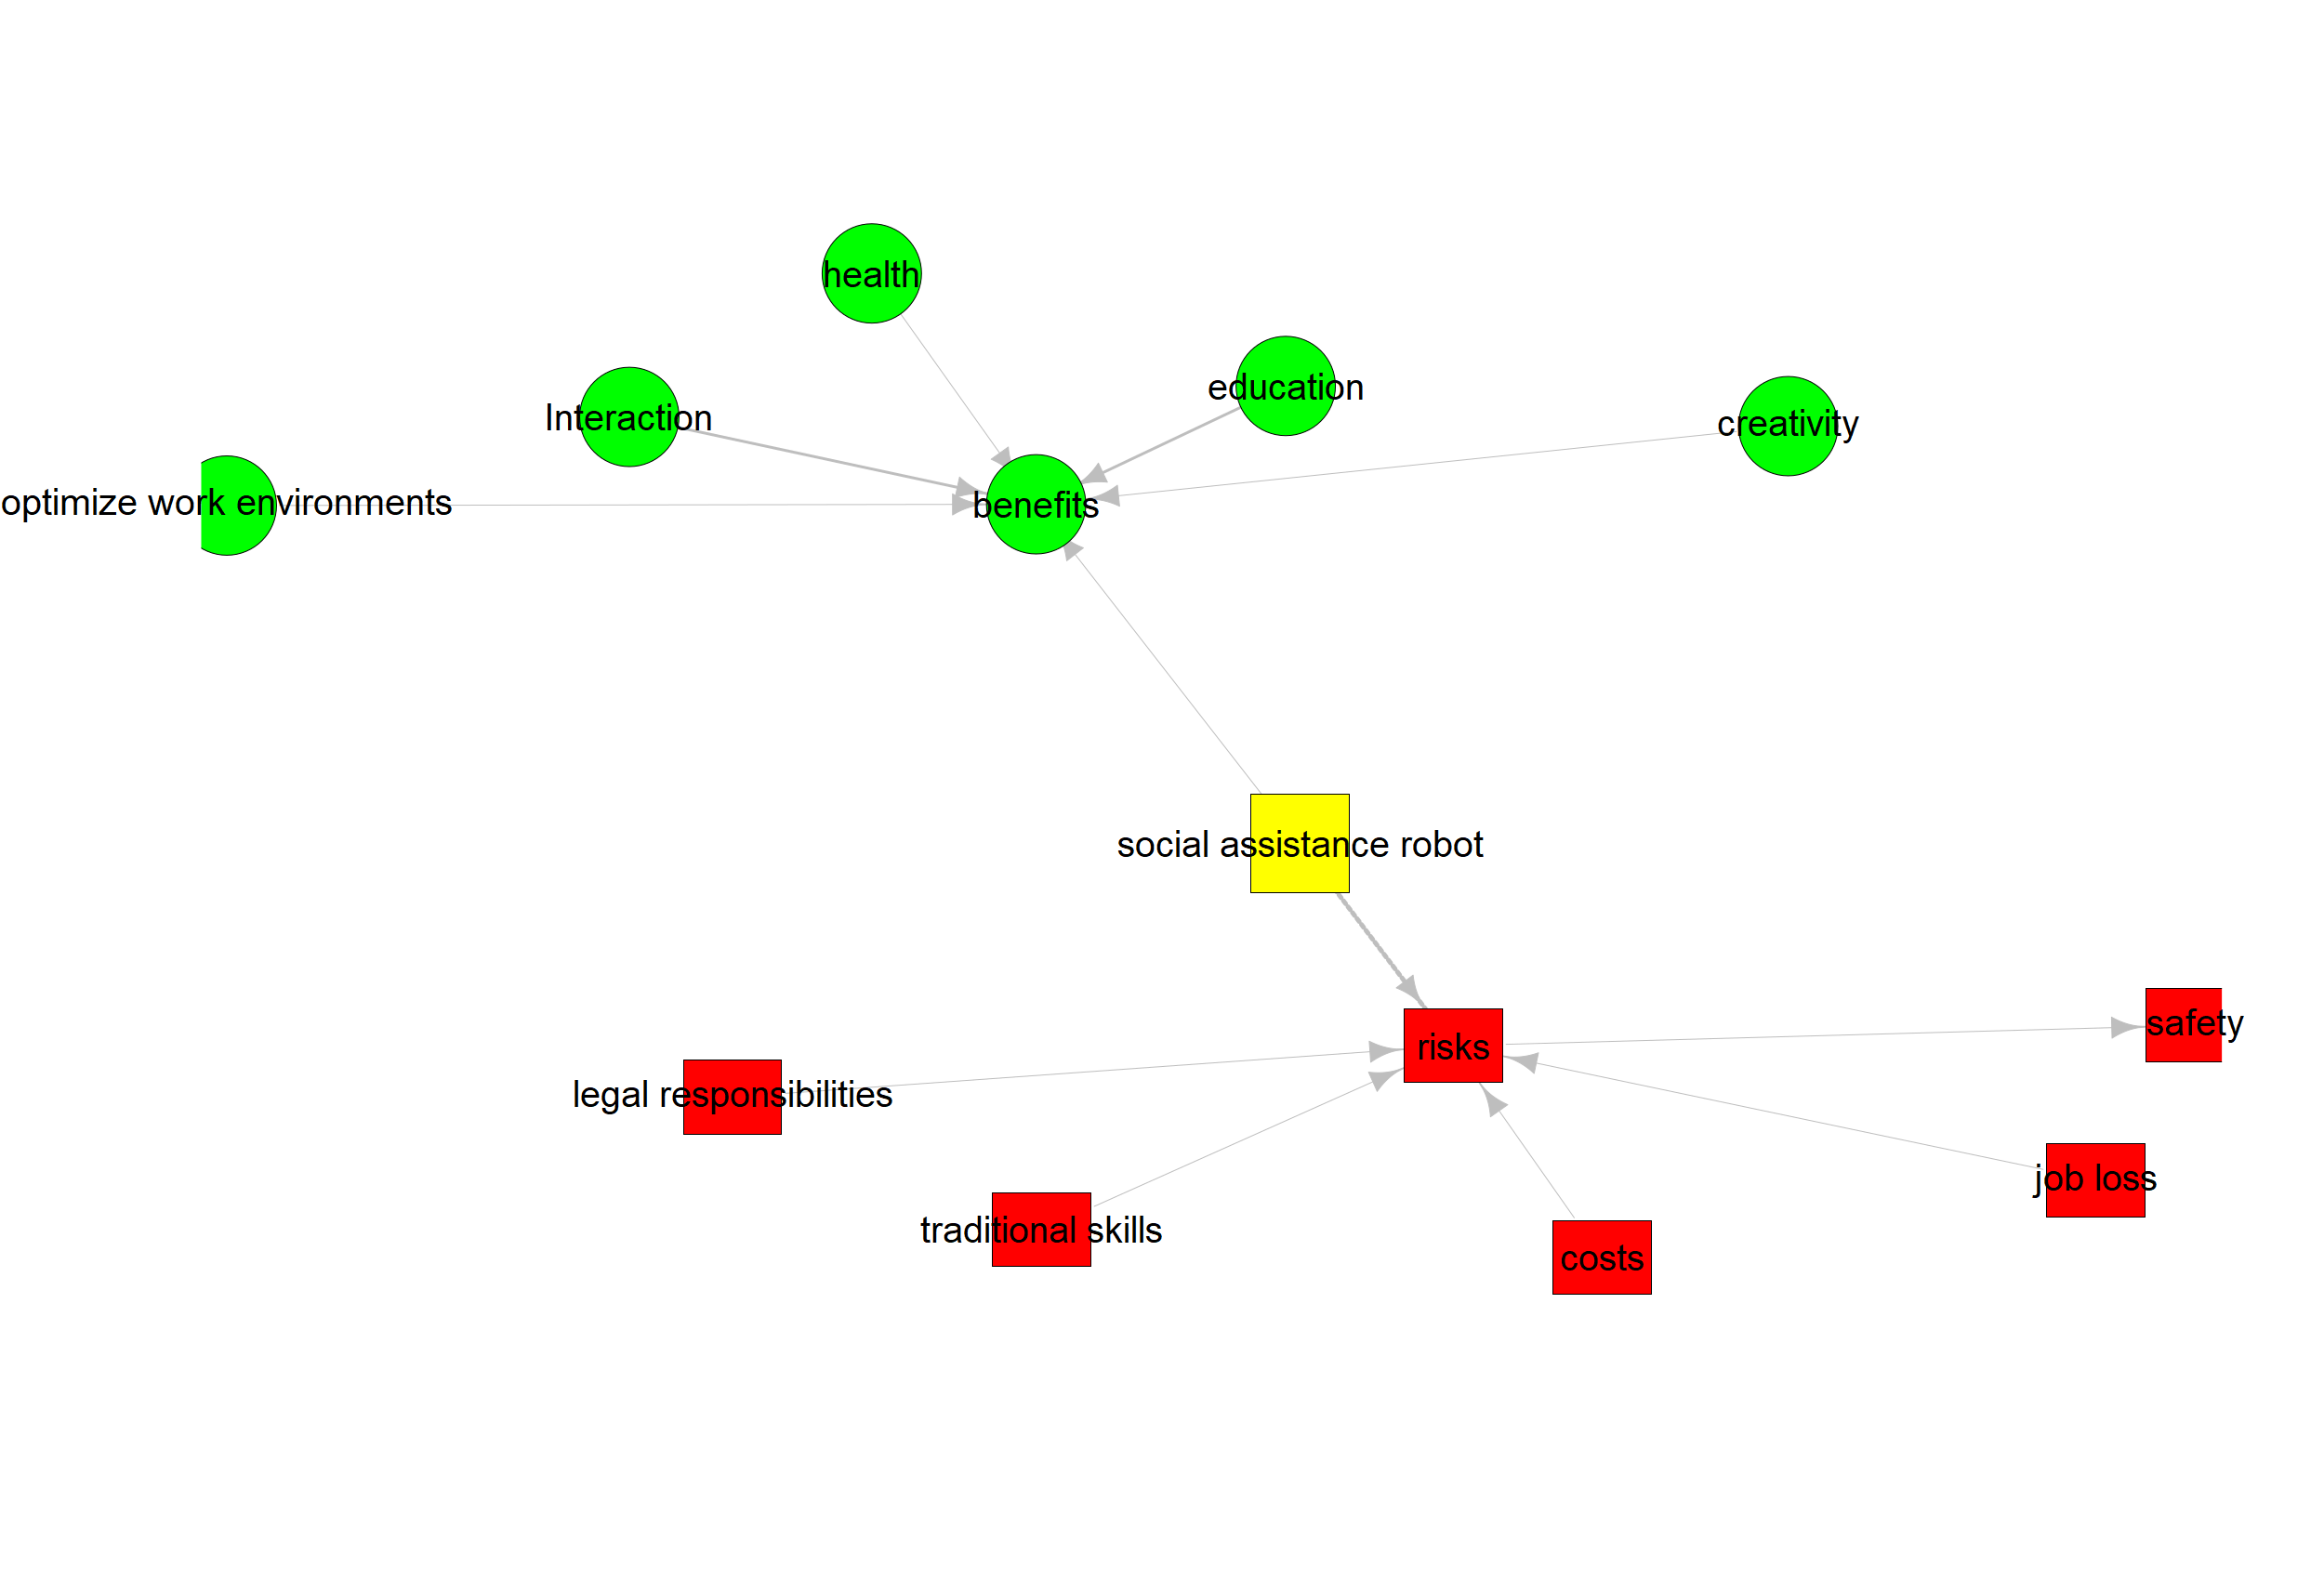 health
education
Interaction
creativity
optimize work environments
benefits
social assistance robot
safety
risks
legal responsibilities
job loss
traditional skills
costs